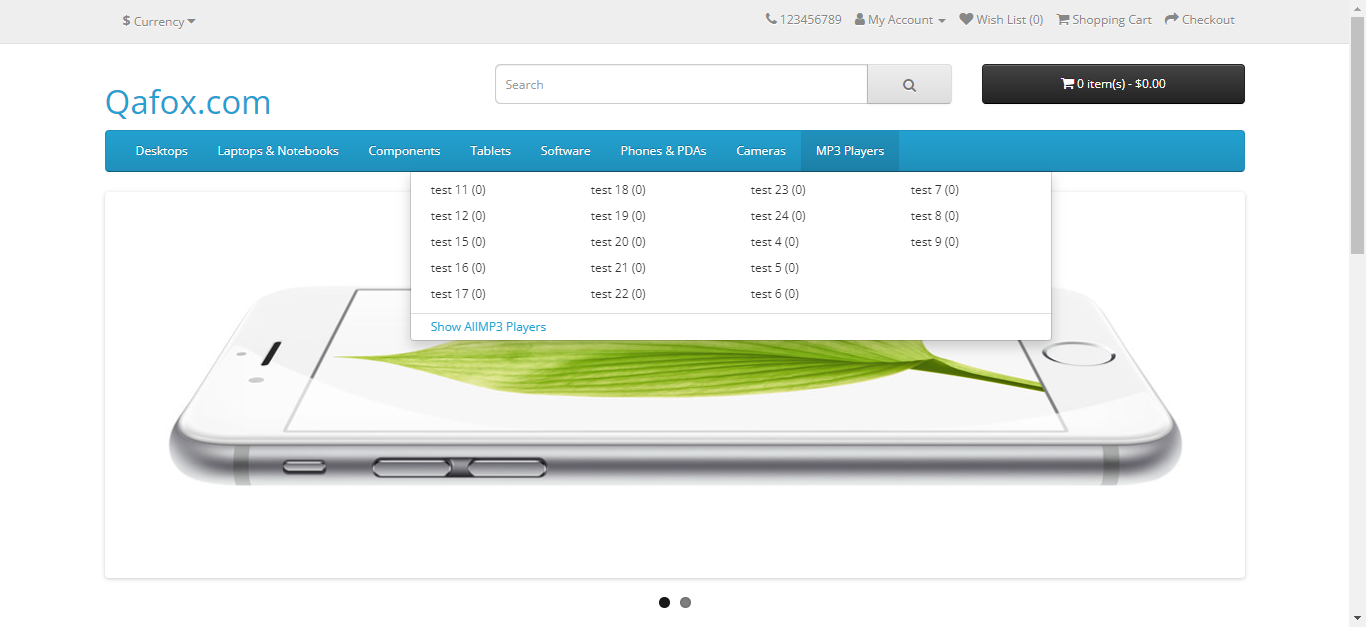 $ Currency 123456789 My Account Wish List (0) Shopping Cart Checkout
Qafox.com Search 0 item(s) - $0.00
Desktops Laptops & Notebooks Components Tablets Software Phones & PDAs Cameras MP3 Players
test 11 (0) test 18 (0) test 23 (0) test 7 (0)
test 12 (0) test 19 (0) test 24 (0) test 8 (0)
test 15 (0) test 20 (0) test 4 (0) test 9 (0)
test 16 (0) test 21 (0) test 5 (0)
test 17 (0) test 22 (0) test 6 (0)
Show AllMP3 Players